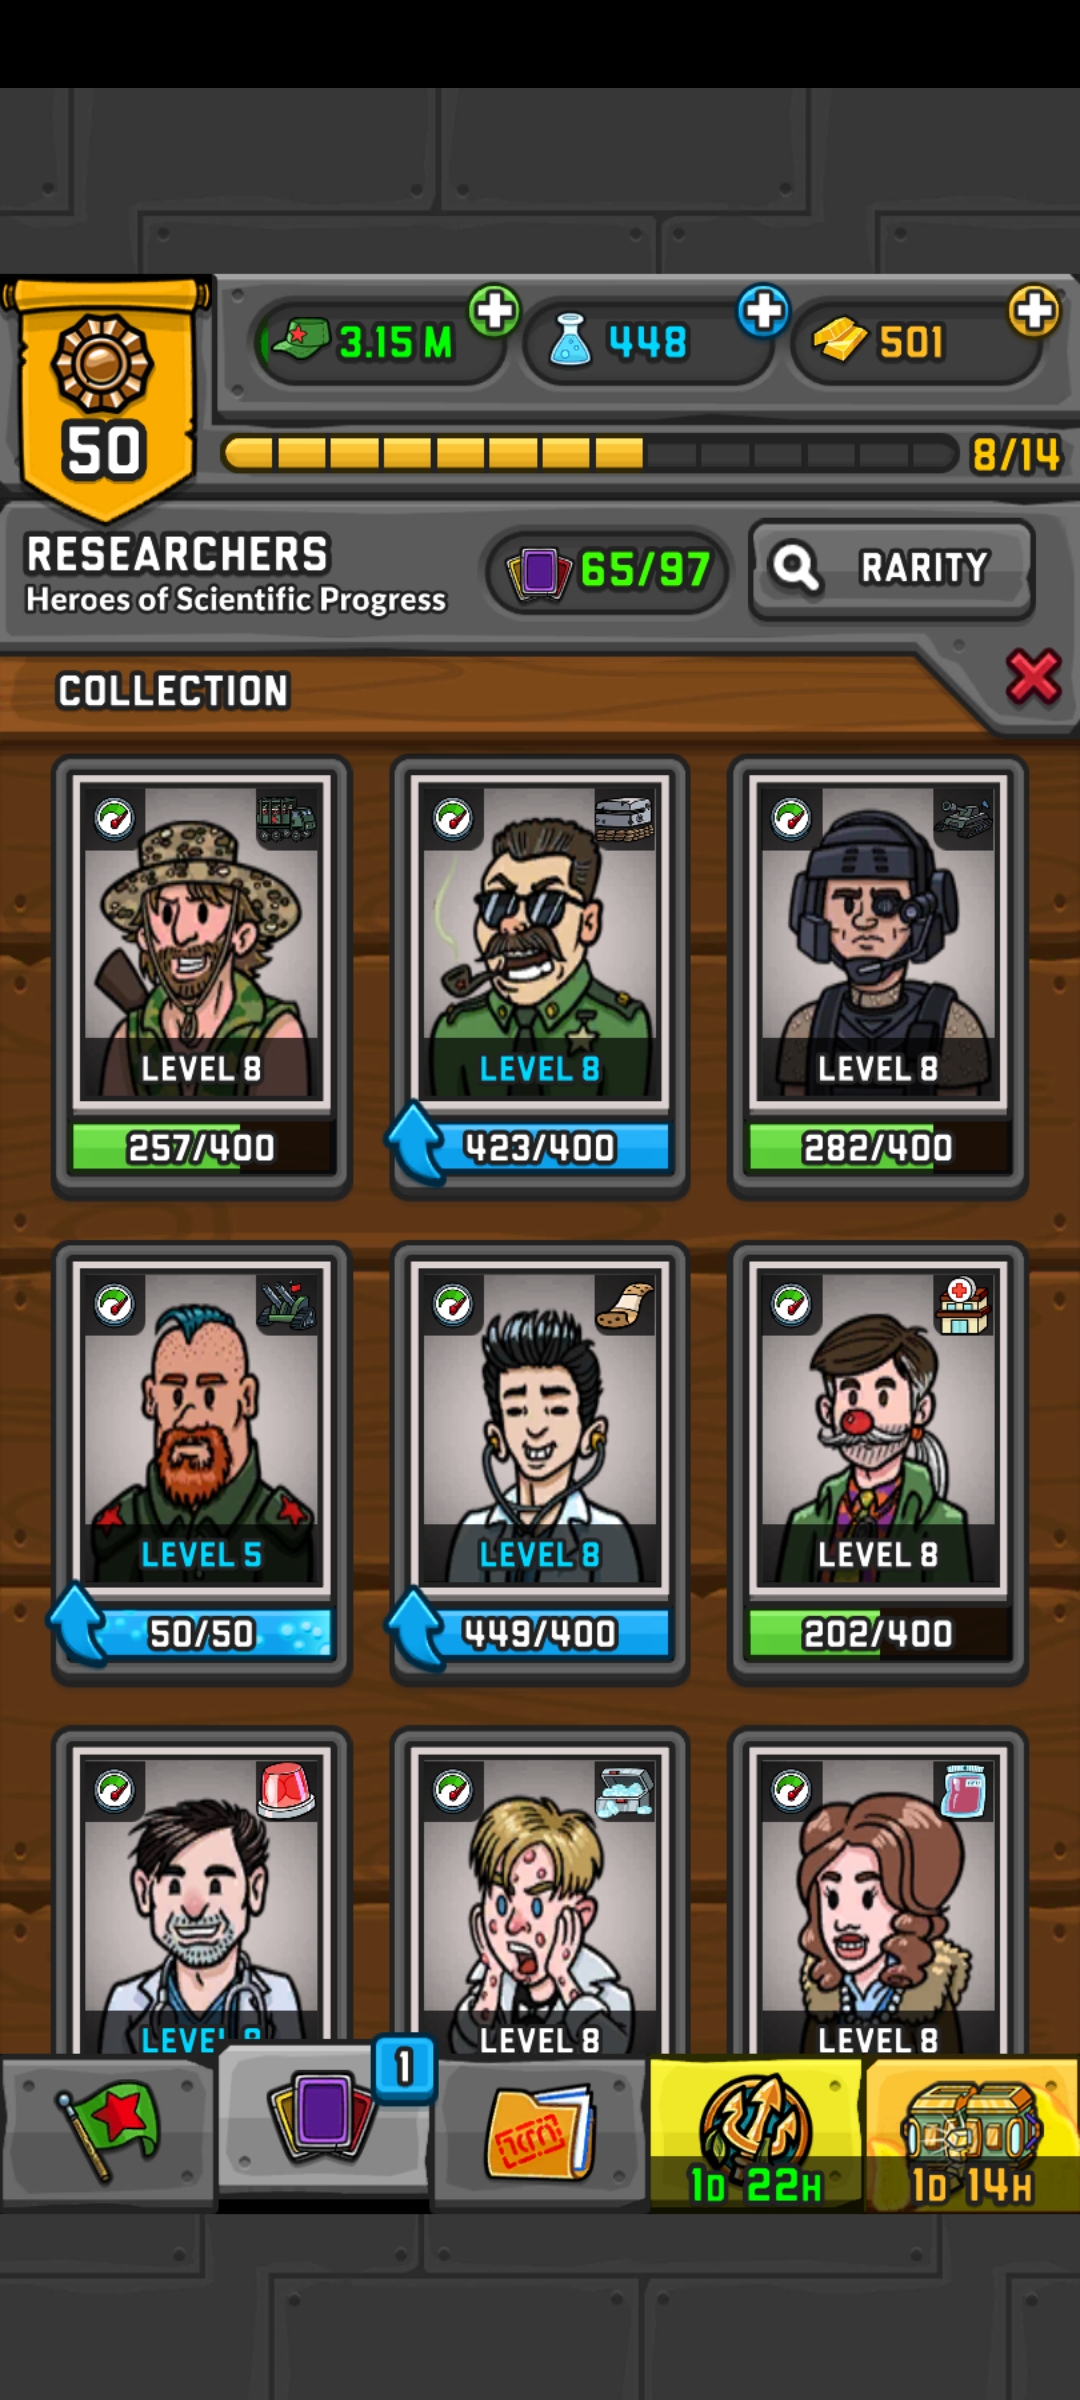 3.15 M
448
501
50
8/14
RESEARCHERS
Heroes of Scientific Progress
65/97
RARITY
COLLECTION
LEVEL 8
LEVEL 8
LEVEL 8
257/400
423/400
282/400
LEVEL 5
LEVEL 8
LEVEL 8
50/50
449/400
202/400
LEVEL
LEVEL 8
LEVEL 8
1
1D 22H
1D 14H